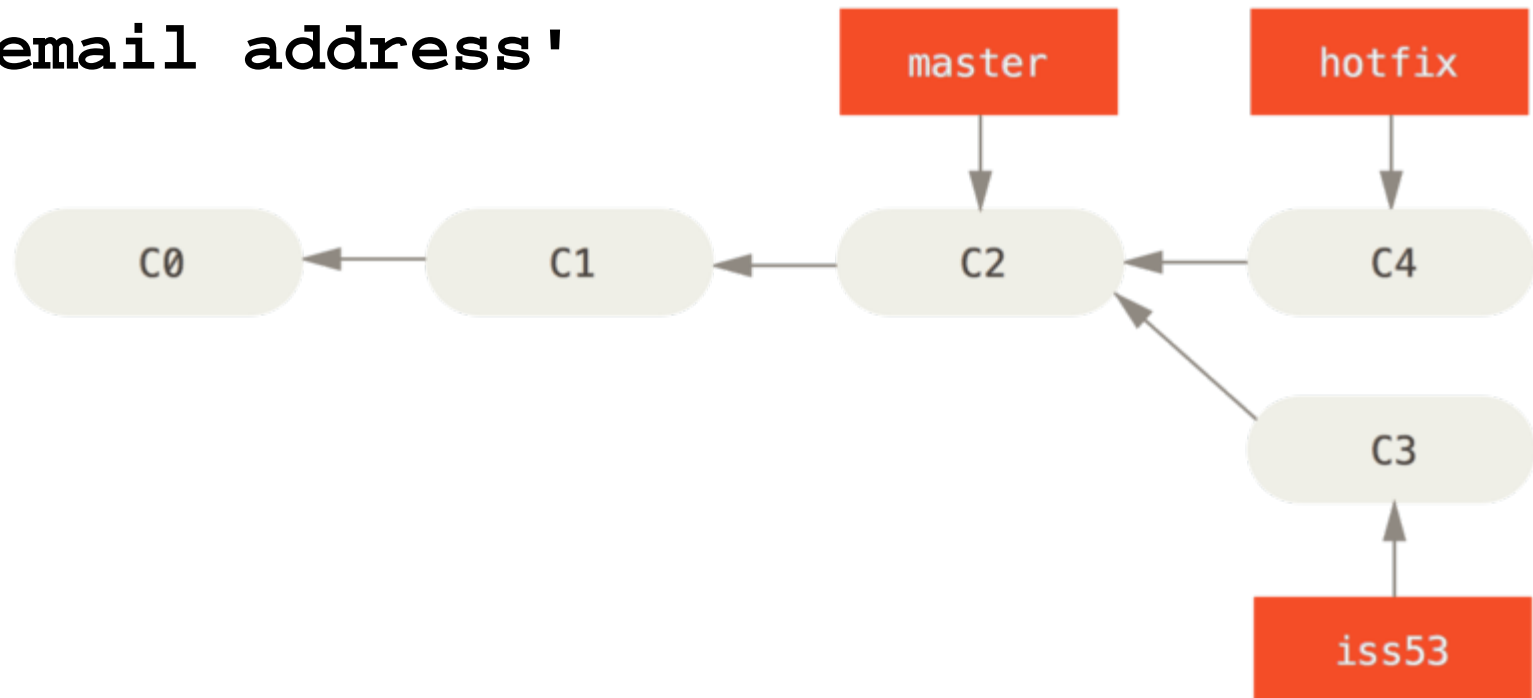 email address'
master
hotfix
C0
C1
C2
C4
C3
iss53